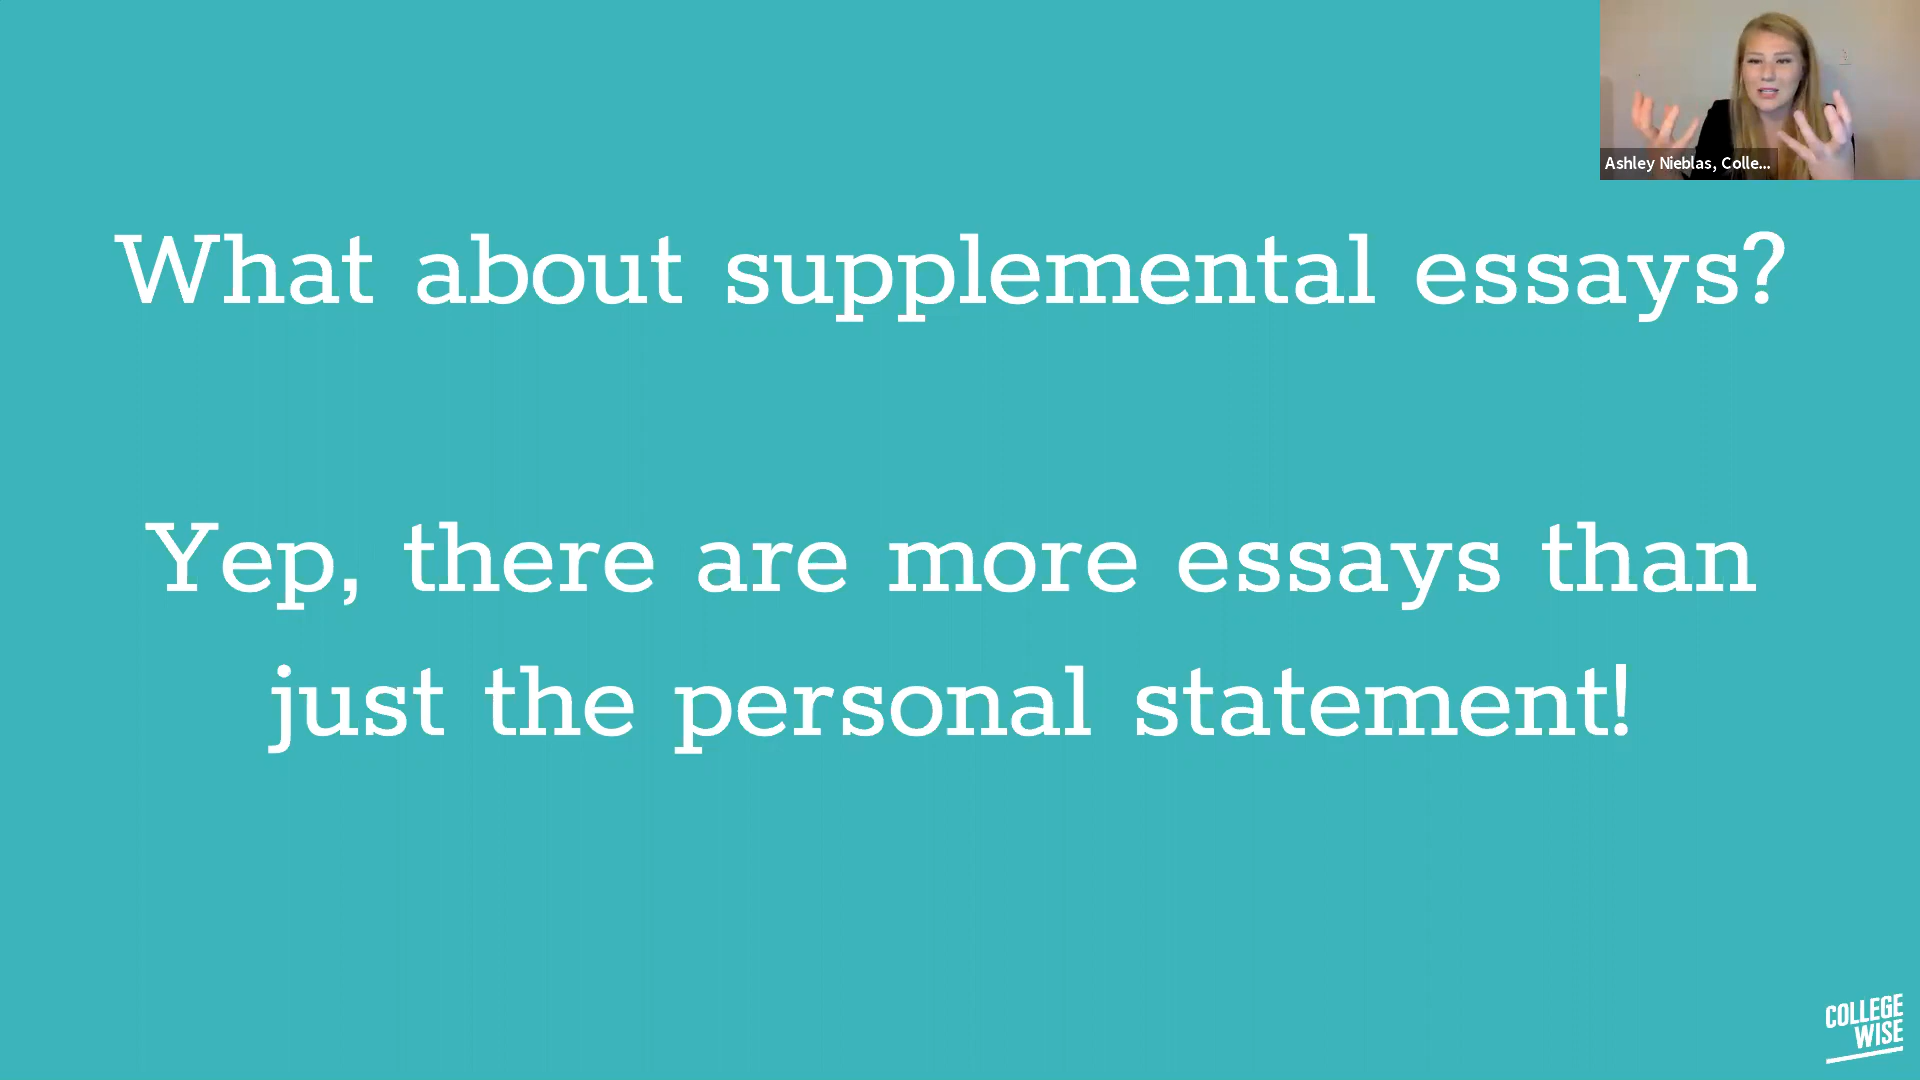 Ashley Nieblas, Colle...
What about supplemental essays?
Yep, there are more essays than
just the personal statement!
COLLEGE
WISE